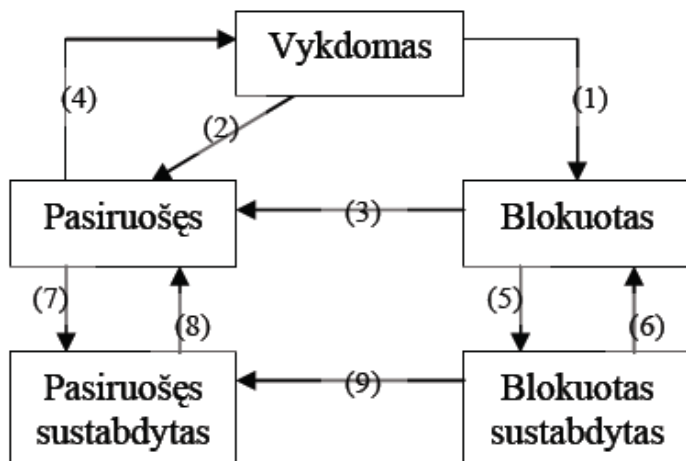 Vykdomas
(4)
(1)
(2)
Pasiruošęs
(3)
Blokuotas
(7)
(8)
(5)
(6)
Pasiruošęs
sustabdytas
(9)
Blokuotas
sustabdytas